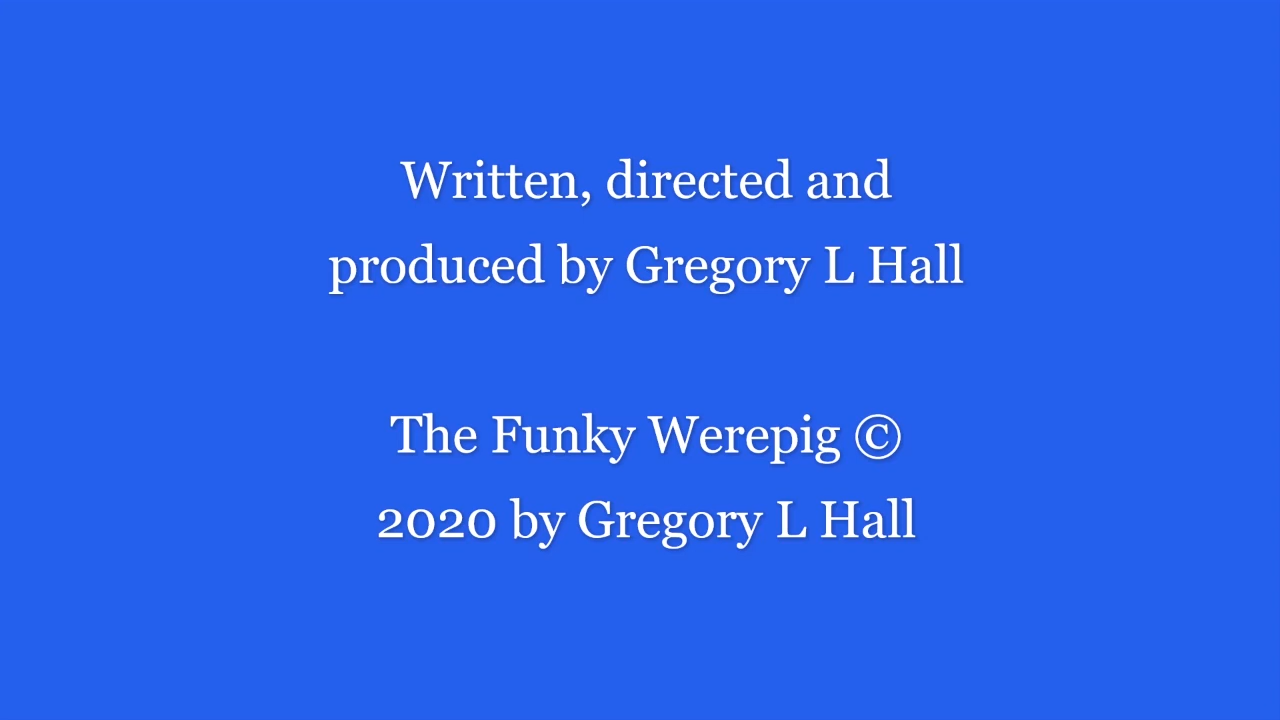 Written, directed and
produced by Gregory L Hall
The Funky Werepig ©
2020 by Gregory L Hall